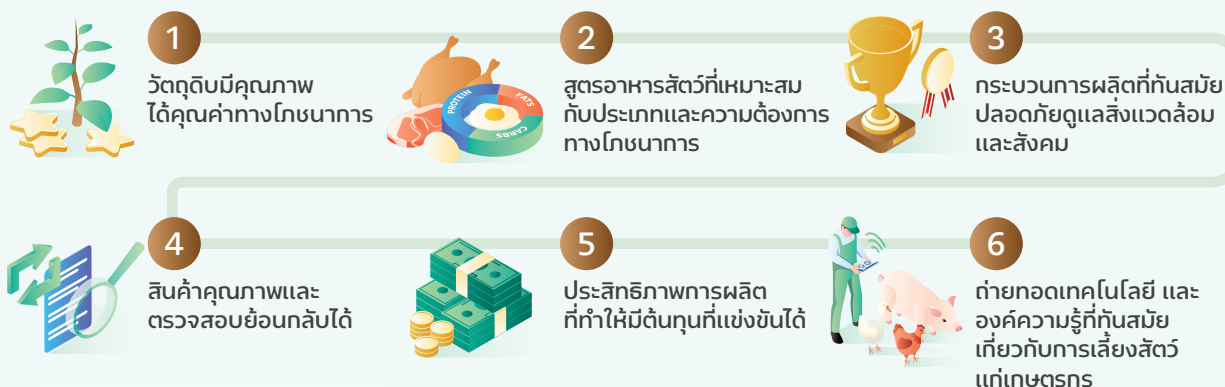 1
วัตถุดิบมีคุณภาพ
ได้คุณค่าทางโภชนาการ
2
PROTEIN
FATS
CARBS
สูตรอาหารสัตว์ที่เหมาะสม
กับประเภทและความต้องการ
ทางโภชนาการ
3
กระบวนการผลิตที่ทันสมัย
ปลอดภัยดูแลสิ่งแวดล้อม
และสังคม
4
สินค้าคุณภาพและ
ตรวจสอบย้อนกลับได้
5
ประสิทธิภาพการผลิต
ที่ทำให้มีต้นทุนที่แข่งขันได้
6
ถ่ายทอดเทคโนโลยี และ
องค์ความรู้ที่ทันสมัย
เกี่ยวกับการเลี้ยงสัตว์
แก่เกษตรกร